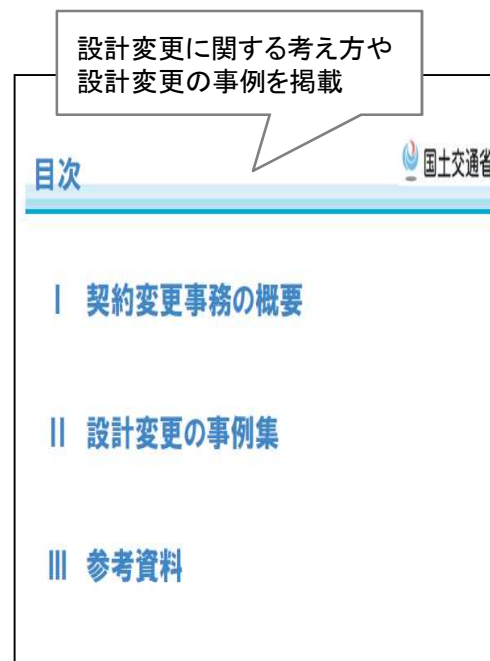 設計変更に関する考え方や
設計変更の事例を掲載
目次
国土交通省
Ⅰ 契約変更事務の概要
Ⅱ 設計変更の事例集
Ⅲ 参考資料